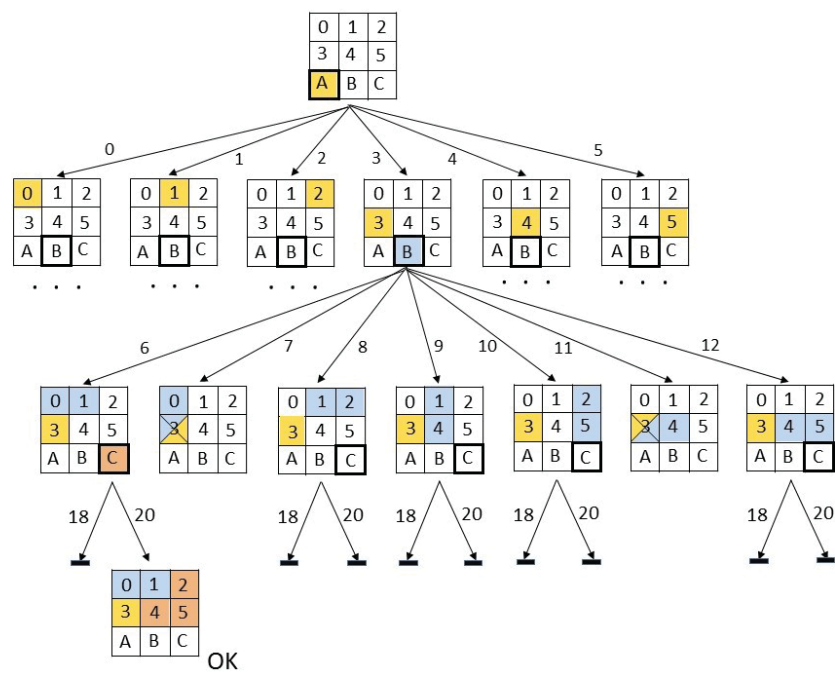 0 1 2
3 4 5
A B C
0 1 2 3 4 5
0 1 2 0 1 2 0 1 2 0 1 2 0 1 2 0 1 2
3 4 5 3 4 5 3 4 5 3 4 5 3 4 5 3 4 5
A B C A B C A B C A B C A B C A B C
. . . . . . . . . . . . . . .
6 7 8 9 10 11 12
0 1 2 0 1 2 0 1 2 0 1 2 0 1 2 0 1 2 0 1 2
3 4 5 3 4 5 3 4 5 3 4 5 3 4 5 3 4 5 3 4 5
A B C A B C A B C A B C A B C A B C A B C
18 20 18 20 18 20 18 20 18 20
0 1 2
3 4 5
A B C
OK